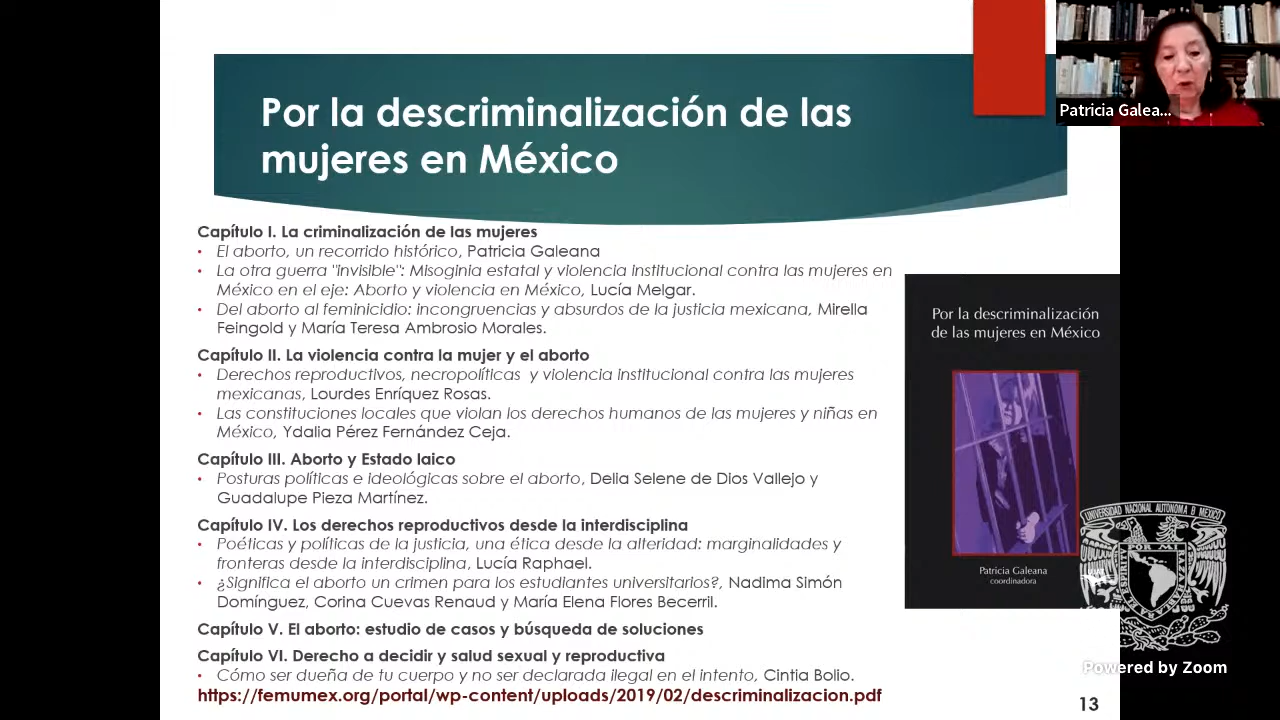 Por la descriminalización de las
mujeres en México
Patricia Galea...
Capítulo I. La criminalización de las mujeres
• El aborto, un recorrido histórico, Patricia Galeana
• La otra guerra "invisible": Misoginia estatal y violencia institucional contra las mujeres en
México en el eje: Aborto y violencia en México, Lucía Melgar.
• Del aborto al feminicidio: incongruencias y absurdos de la justicia mexicana, Mirella
Feingold y María Teresa Ambrosio Morales.
Capítulo II. La violencia contra la mujer y el aborto
• Derechos reproductivos, necropolíticas y violencia institucional contra las mujeres
mexicanas, Lourdes Enríquez Rosas.
• Las constituciones locales que violan los derechos humanos de las mujeres y niñas en
México, Ydalia Pérez Fernández Ceja.
Capítulo III. Aborto y Estado laico
• Posturas políticas e ideológicas sobre el aborto, Delia Selene de Dios Vallejo y
Guadalupe Pieza Martínez.
Capítulo IV. Los derechos reproductivos desde la interdisciplina
• Poéticas y políticas de la justicia, una ética desde la alteridad: marginalidades y
fronteras desde la interdisciplina, Lucía Raphael.
• ¿Significa el aborto un crimen para los estudiantes universitarios?, Nadima Simón
Domínguez, Corina Cuevas Renaud y María Elena Flores Becerril.
Capítulo V. El aborto: estudio de casos y búsqueda de soluciones
Capítulo VI. Derecho a decidir y salud sexual y reproductiva
• Cómo ser dueña de tu cuerpo y no ser declarada ilegal en el intento, Cintia Bolio.
https://femumex.org/portal/wp-content/uploads/2019/02/descriminalizacion.pdf
Por la descriminalización
de las mujeres en México
Patricia Galeana
coordinadora
UNIVERSIDAD NACIONAL AUTÓNOMA D MEXICO
POR MI RAZA
EL ESPIRITU
Powered by Zoom
13